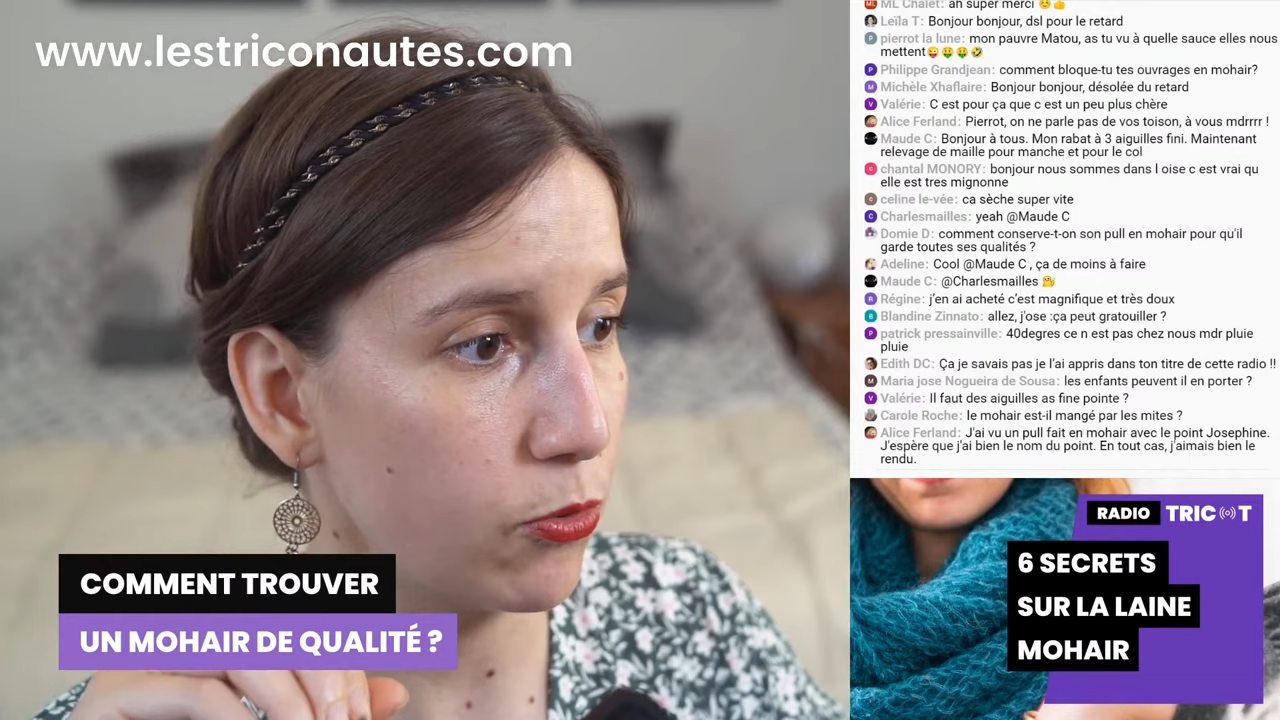 www.lestriconautes.com
COMMENT TROUVER
UN MOHAIR DE QUALITÉ ?
ML Chalet: ah super merci ☺️👍
Leïla T: Bonjour bonjour, dsl pour le retard
pierrot la lune: mon pauvre Matou, as tu vu à quelle sauce elles nous
mettent😜🤑🤑🤣
Philippe Grandjean: comment bloque-tu tes ouvrages en mohair?
Michèle Xhaflaire: Bonjour bonjour, désolée du retard
Valérie: C est pour ça que c est un peu plus chère
Alice Ferland: Pierrot, on ne parle pas de vos toison, à vous mdrrrr !
Maude C: Bonjour à tous. Mon rabat à 3 aiguilles fini. Maintenant
relevage de maille pour manche et pour le col
chantal MONORY: bonjour nous sommes dans l oise c est vrai qu
elle est tres mignonne
celine le-vée: ca sèche super vite
Charlesmailles: yeah @Maude C
Domie D: comment conserve-t-on son pull en mohair pour qu'il
garde toutes ses qualités ?
Adeline: Cool @Maude C , ça de moins à faire
Maude C: @Charlesmailles 🤗
Régine: j'en ai acheté c'est magnifique et très doux
Blandine Zinnato: allez, j'ose :ça peut gratouiller ?
patrick pressainville: 40degres ce n est pas chez nous mdr pluie
pluie
Edith DC: Ça je savais pas je l'ai appris dans ton titre de cette radio !!
Maria jose Nogueira de Sousa: les enfants peuvent il en porter ?
Valérie: Il faut des aiguilles as fine pointe ?
Carole Roche: le mohair est-il mangé par les mites ?
Alice Ferland: J'ai vu un pull fait en mohair avec le point Josephine.
J'espère que j'ai bien le nom du point. En tout cas, j'aimais bien le
rendu.
RADIO TRICOT
6 SECRETS
SUR LA LAINE
MOHAIR